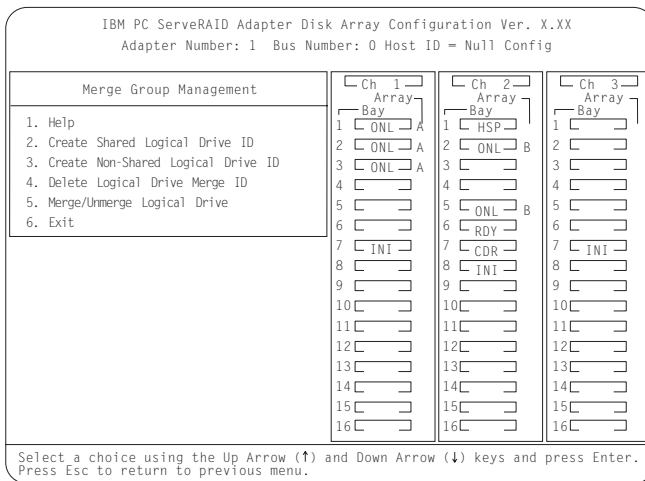 IBM PC ServeRAID Adapter Disk Array Configuration Ver. X.XX
Adapter Number: 1 Bus Number: 0 Host ID = Null Config
Merge Group Management
1. Help
2. Create Shared Logical Drive ID
3. Create Non-Shared Logical Drive ID
4. Delete Logical Drive Merge ID
5. Merge/Unmerge Logical Drive
6. Exit
Ch 1
Array
Bay
1 ONL A
2 ONL A
3 ONL A
4
5
6
7 INI
8
9
10
11
12
13
14
15
16
Ch 2
Array
Bay
1 HSP
2 ONL B
3
4
5 ONL B
6 RDY
7 CDR
8 INI
9
10
11
12
13
14
15
16
Ch 3
Array
Bay
1
2
3
4
5
6
7 INI
8
9
10
11
12
13
14
15
16
Select a choice using the Up Arrow (↑) and Down Arrow (↓) keys and press Enter.
Press Esc to return to previous menu.